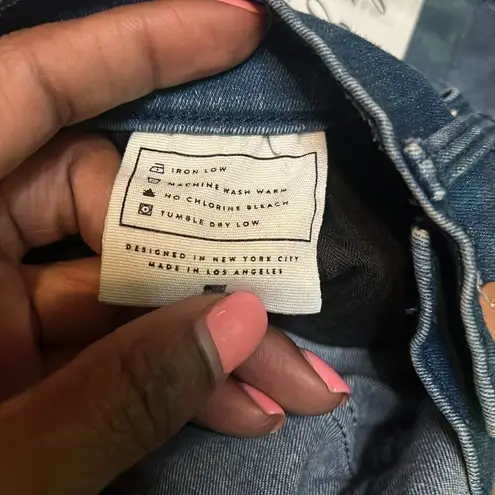 IRON LOW
MACHINE WASH WARM
NO CHLORINE BLEACH
TUMBLE DRY LOW
DESIGNED IN NEW YORK CITY
MADE IN LOS ANGELES